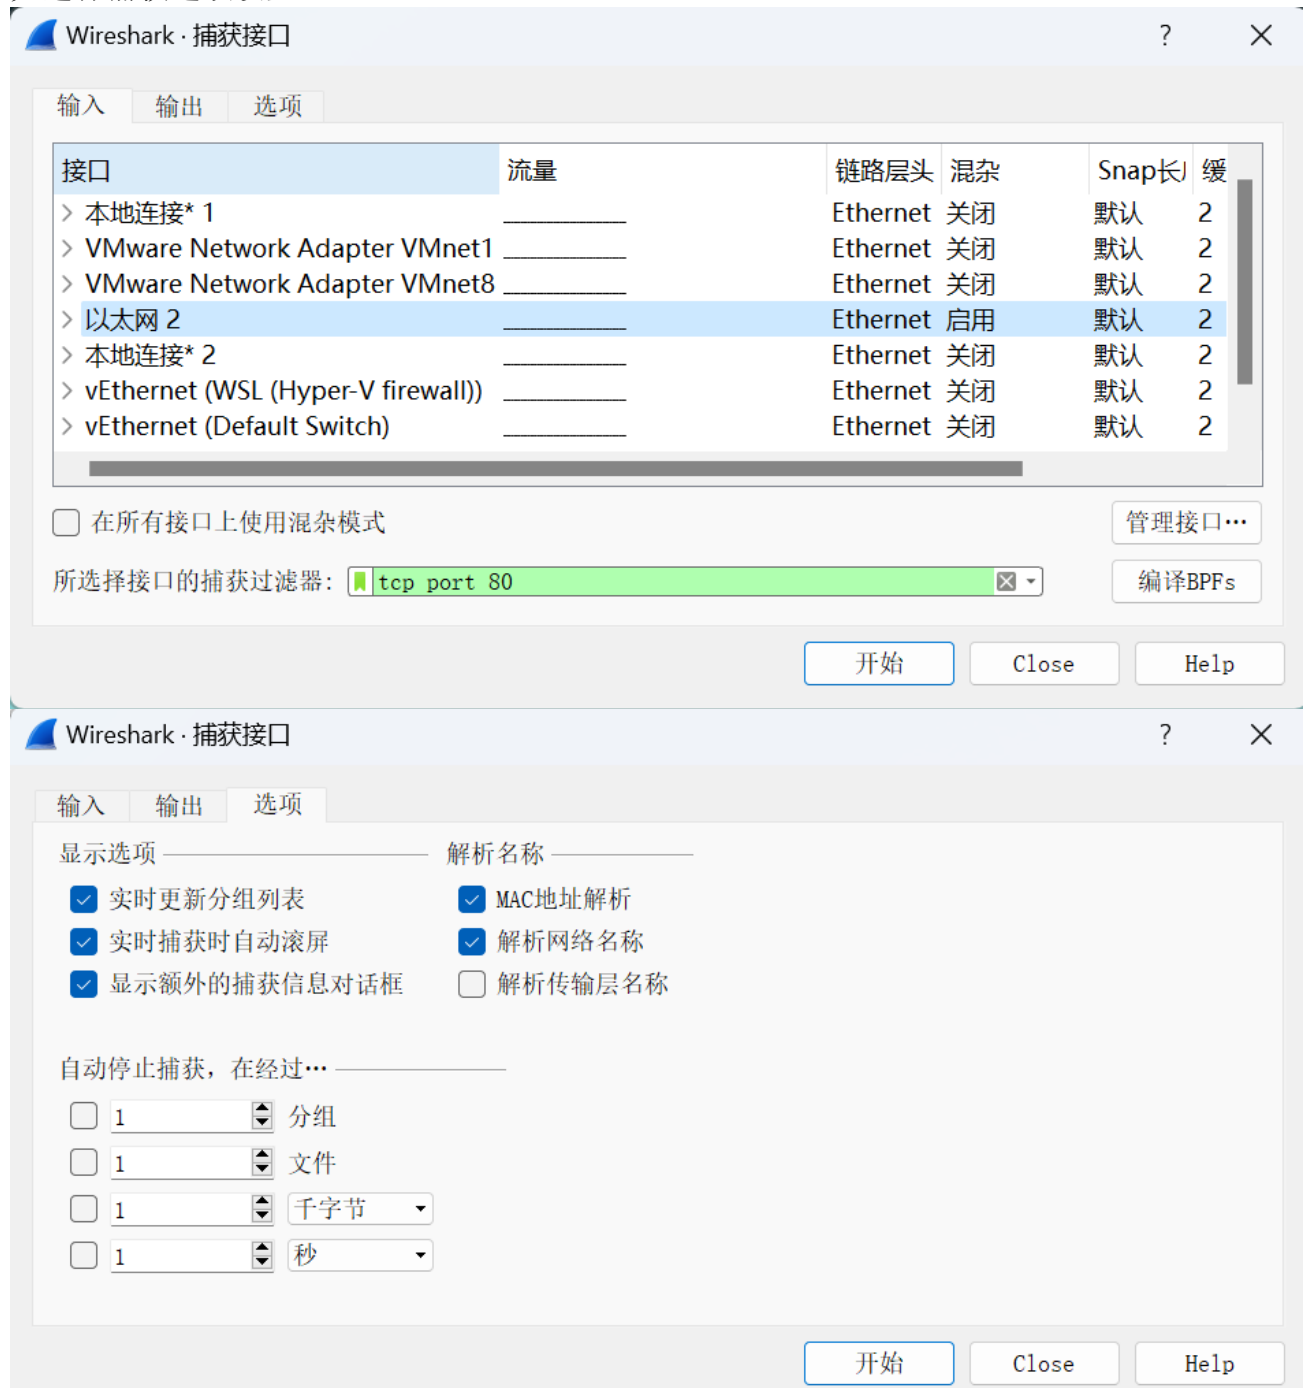 Wireshark · 捕获接口
输入 输出 选项
接口 流量 链路层头 混杂 Snap长 缓
本地连接* 1 Ethernet 关闭 默认 2
VMware Network Adapter VMnet1 Ethernet 关闭 默认 2
VMware Network Adapter VMnet8 Ethernet 关闭 默认 2
以太网 2 Ethernet 启用 默认 2
本地连接* 2 Ethernet 关闭 默认 2
vEthernet (WSL (Hyper-V firewall)) Ethernet 关闭 默认 2
vEthernet (Default Switch) Ethernet 关闭 默认 2
在所有接口上使用混杂模式 管理接口…
所选择接口的捕获过滤器: tcp port 80 编译BPFs
开始 Close Help
Wireshark · 捕获接口
输入 输出 选项
显示选项 解析名称
实时更新分组列表 MAC地址解析
实时捕获时自动滚屏 解析网络名称
显示额外的捕获信息对话框 解析传输层名称
自动停止捕获，在经过…
1 分组
1 文件
1 千字节
1 秒
开始 Close Help